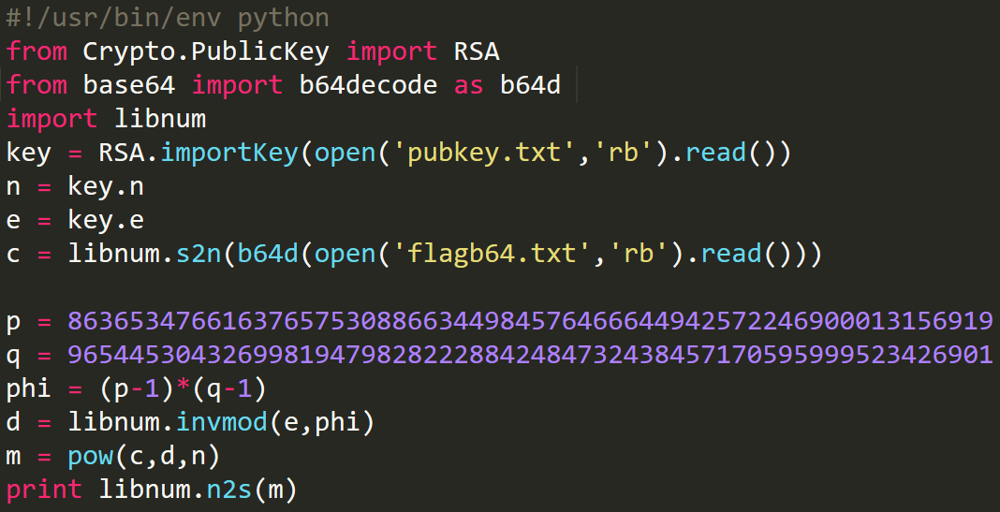 #!/usr/bin/env python
from Crypto.PublicKey import RSA
from base64 import b64decode as b64d
import libnum
key = RSA.importKey(open('pubkey.txt','rb').read())
n = key.n
e = key.e
c = libnum.s2n(b64d(open('flagb64.txt','rb').read()))
p = 863653476616376575308866344984576466644942572246900013156919
q = 965445304326998194798282228842484732438457170595999523426901
phi = (p-1)*(q-1)
d = libnum.invmod(e,phi)
m = pow(c,d,n)
print libnum.n2s(m)